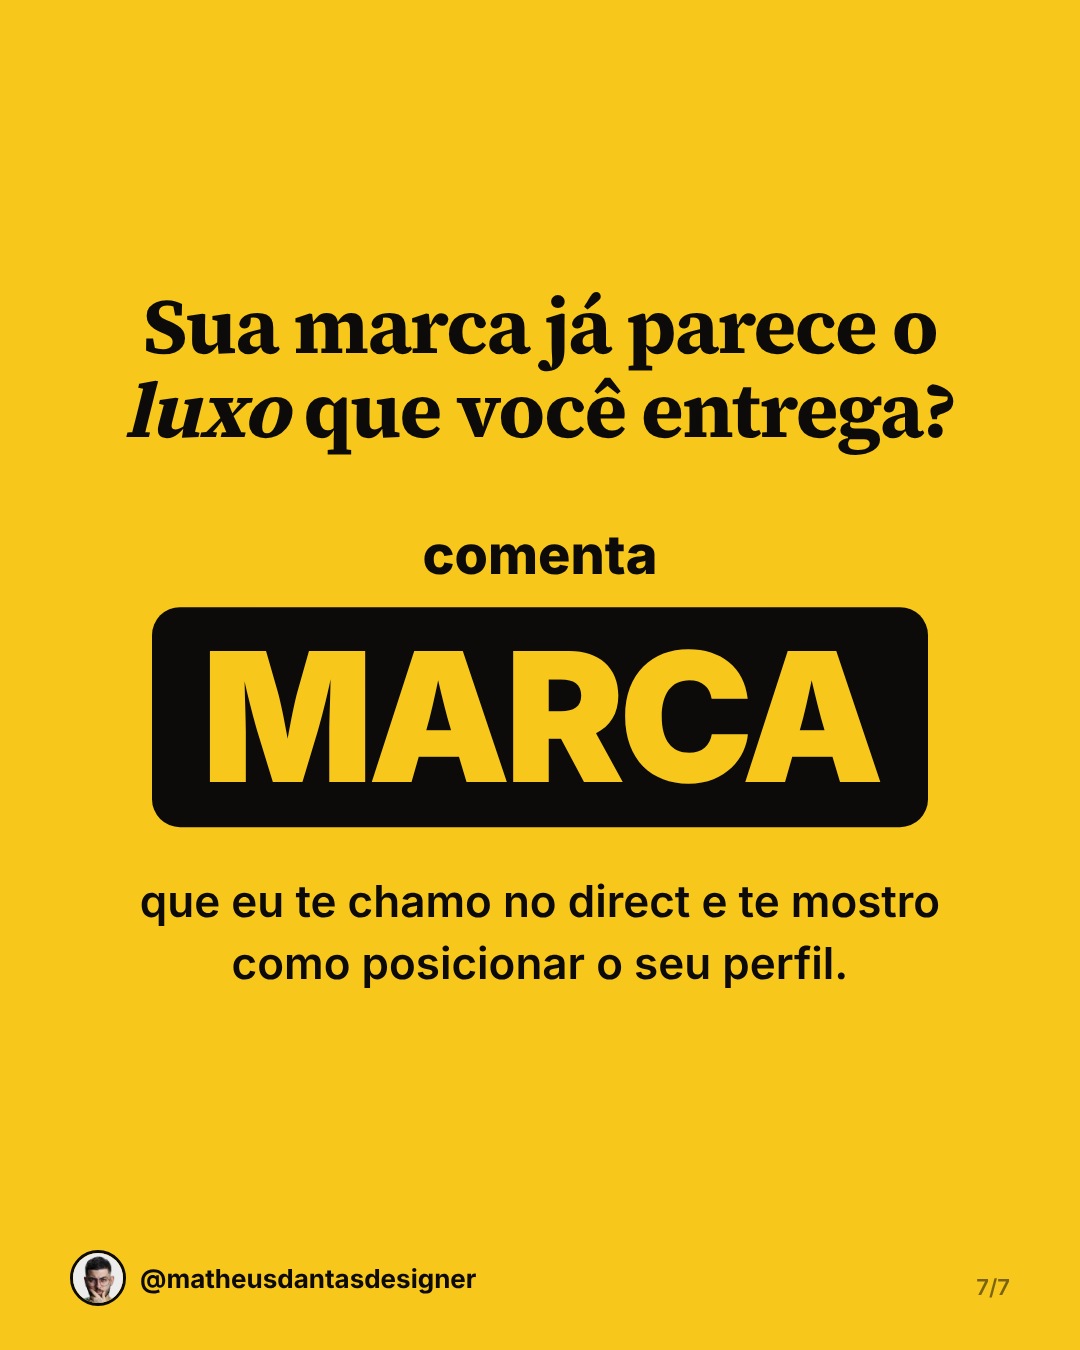 Sua marca já parece o
luxo que você entrega?
comenta
MARCA
que eu te chamo no direct e te mostro
como posicionar o seu perfil.
@matheusdantasdesigner
7/7